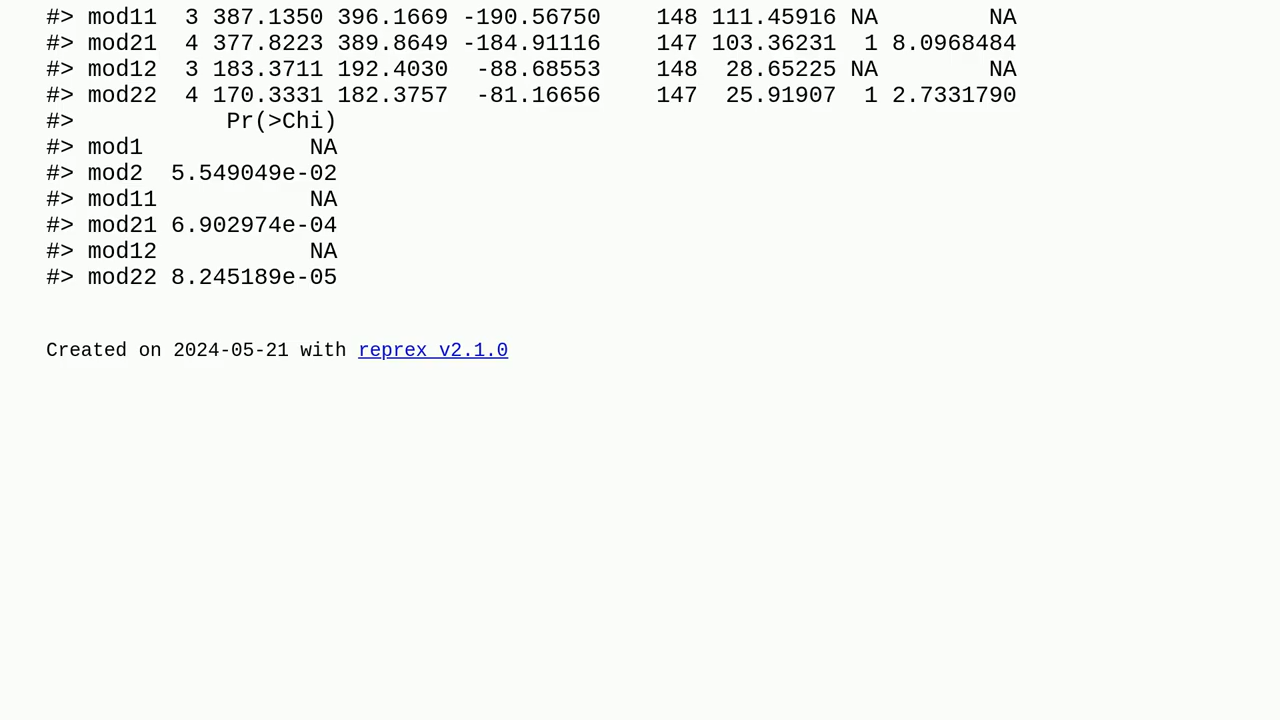 #> mod11  3 387.1350 396.1669 -190.56750    148 111.45916 NA        NA
#> mod21  4 377.8223 389.8649 -184.91116    147 103.36231  1 8.0968484
#> mod12  3 183.3711 192.4030  -88.68553    148  28.65225 NA        NA
#> mod22  4 170.3331 182.3757  -81.16656    147  25.91907  1 2.7331790
#>           Pr(>Chi)
#> mod1            NA
#> mod2  5.549049e-02
#> mod11           NA
#> mod21 6.902974e-04
#> mod12           NA
#> mod22 8.245189e-05
Created on 2024-05-21 with reprex v2.1.0